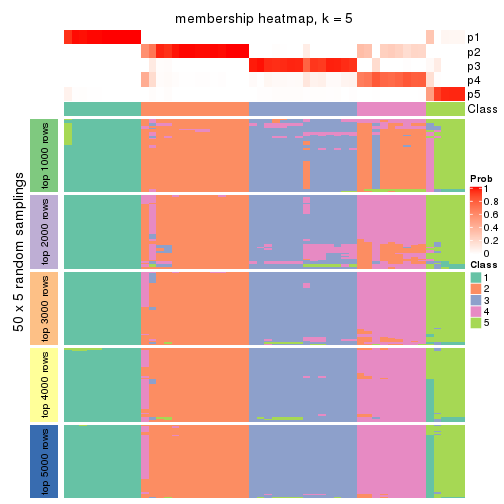 membership heatmap, k = 5
p1
p2
p3
p4
p5
Class
50 x 5 random samplings
top 1000 rows
top 2000 rows
top 3000 rows
top 4000 rows
top 5000 rows
Prob
1
0.8
0.6
0.4
0.2
0
Class
1
2
3
4
5